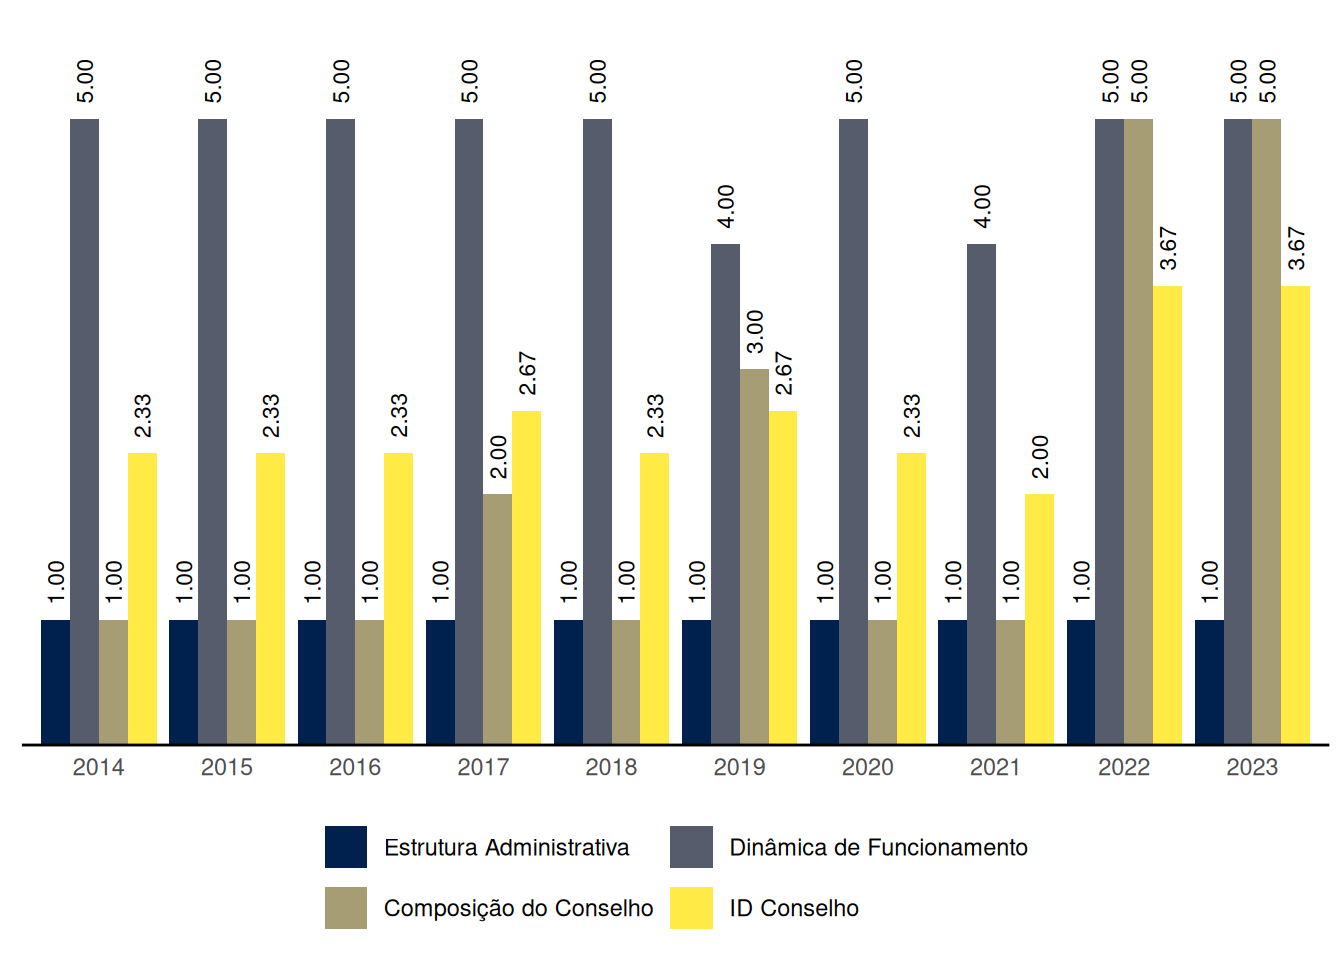 5.00 5.00 5.00 5.00 5.00 5.00 5.00 5.00 5.00 5.00
4.00 4.00
3.67 3.67
3.00
2.67 2.67
2.33 2.33 2.33 2.33 2.33
2.00 2.00
1.00 1.00 1.00 1.00 1.00 1.00 1.00 1.00 1.00 1.00 1.00 1.00 1.00 1.00 1.00 1.00
2014 2015 2016 2017 2018 2019 2020 2021 2022 2023
Estrutura Administrativa Dinâmica de Funcionamento
Composição do Conselho ID Conselho